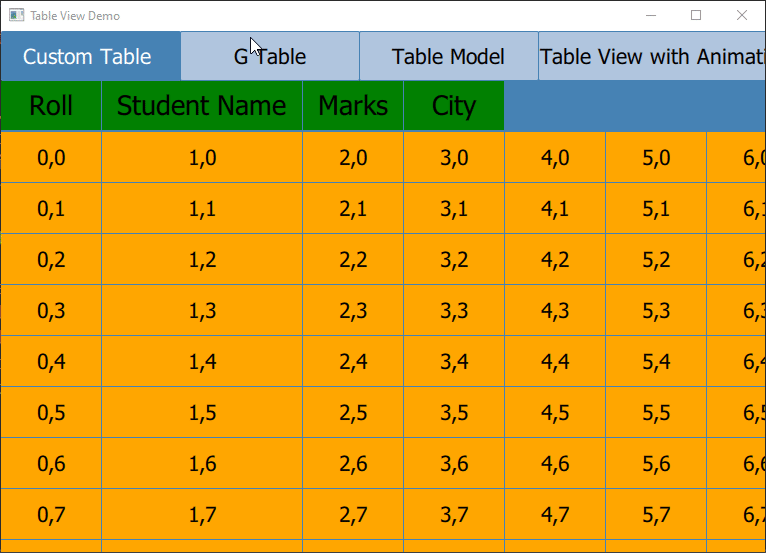 Table View Demo
Custom Table G Table Table Model Table View with Animati
Roll Student Name Marks City
0,0 1,0 2,0 3,0 4,0 5,0 6,0
0,1 1,1 2,1 3,1 4,1 5,1 6,1
0,2 1,2 2,2 3,2 4,2 5,2 6,2
0,3 1,3 2,3 3,3 4,3 5,3 6,3
0,4 1,4 2,4 3,4 4,4 5,4 6,4
0,5 1,5 2,5 3,5 4,5 5,5 6,5
0,6 1,6 2,6 3,6 4,6 5,6 6,6
0,7 1,7 2,7 3,7 4,7 5,7 6,7